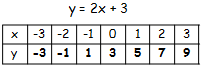 y = 2x + 3
x -3 -2 -1 0 1 2 3
y -3 -1 1 3 5 7 9